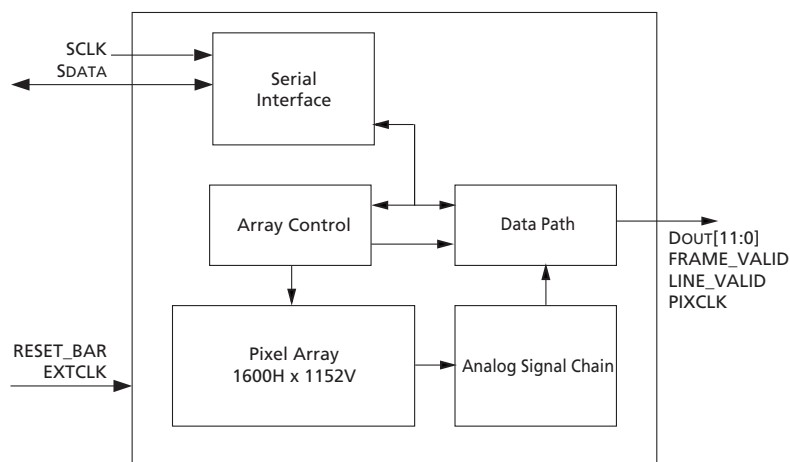 SCLK
SDATA
Serial
Interface
Array Control
Data Path
DOUT[11:0]
FRAME_VALID
LINE_VALID
PIXCLK
RESET_BAR
EXTCLK
Pixel Array
1600H x 1152V
Analog Signal Chain